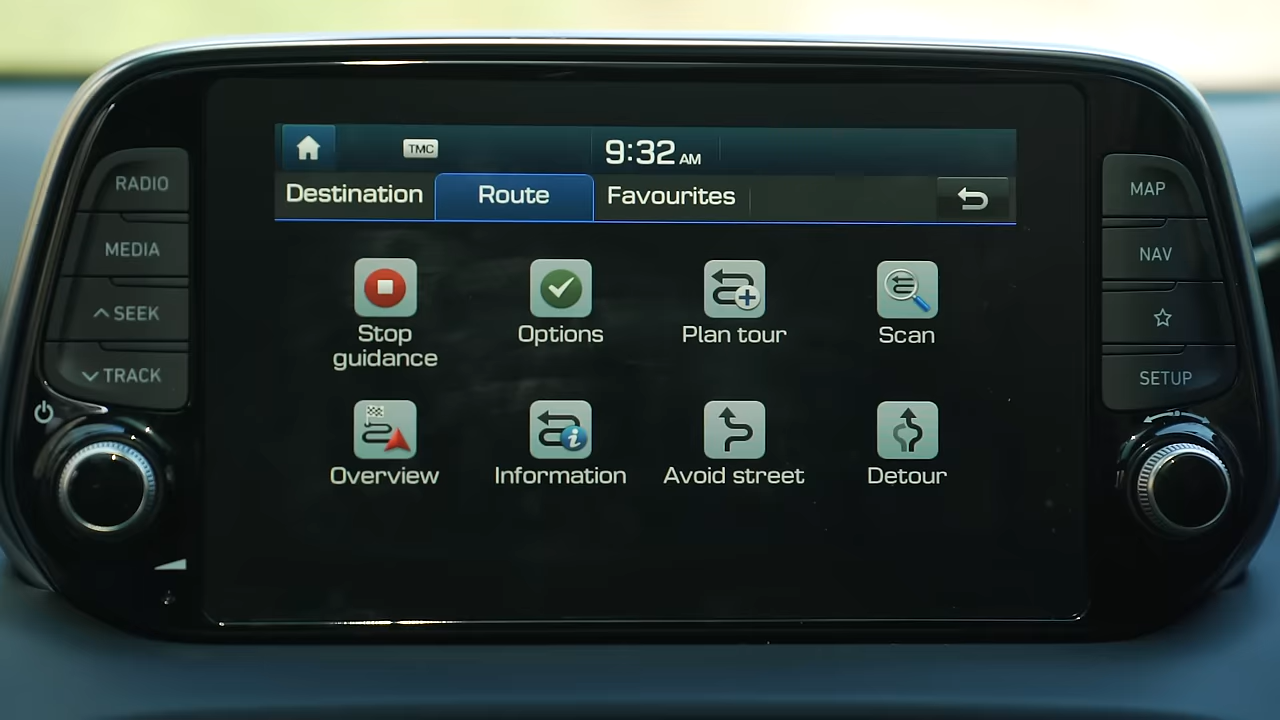 RADIO
MEDIA
SEEK
TRACK
TMC
9:32 AM
Destination
Route
Favourites
Stop
guidance
Options
Plan tour
Scan
Overview
Information
Avoid street
Detour
MAP
NAV
SETUP